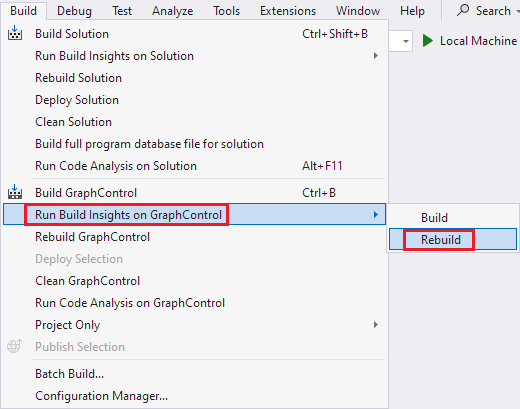 Build Debug Test Analyze Tools Extensions Window Help Search
Build Solution Ctrl+Shift+B
Local Machine
Run Build Insights on Solution
Rebuild Solution
Deploy Solution
Clean Solution
Build full program database file for solution
Run Code Analysis on Solution Alt+F11
Build GraphControl Ctrl+B
Run Build Insights on GraphControl
Build
Rebuild GraphControl
Rebuild
Deploy Selection
Clean GraphControl
Run Code Analysis on GraphControl
Project Only
Publish Selection
Batch Build...
Configuration Manager...